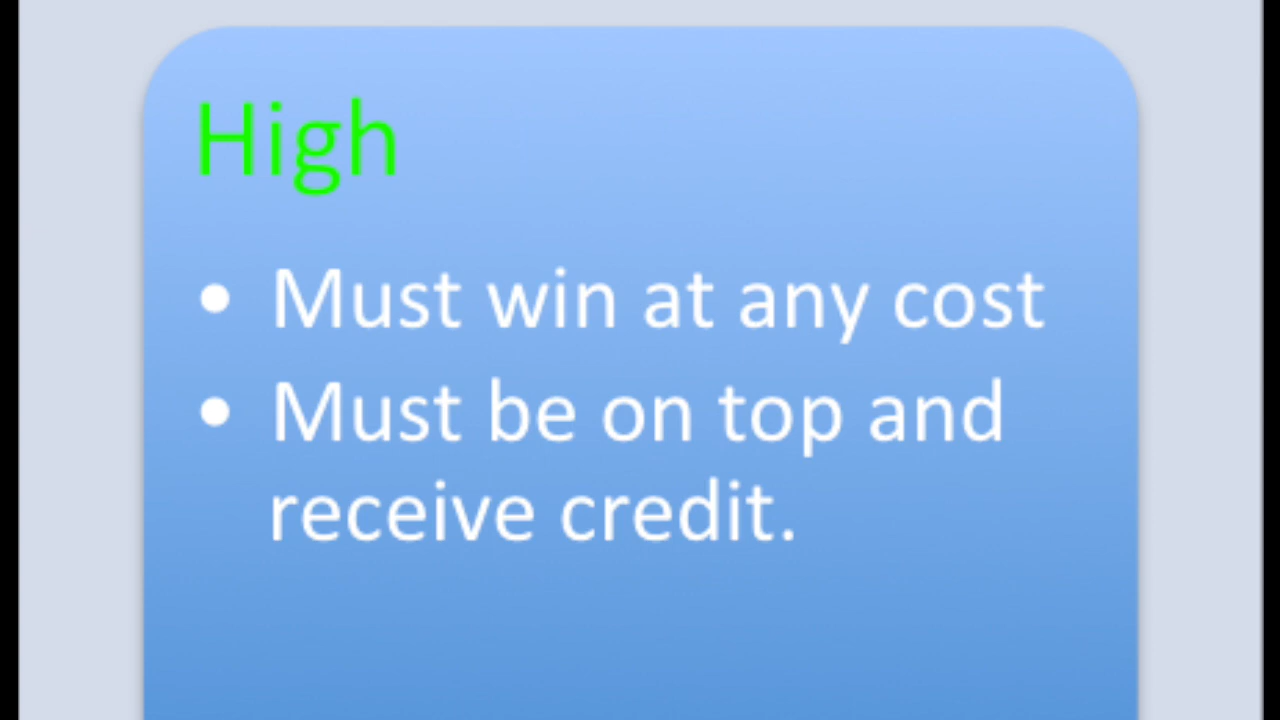 High
• Must win at any cost
• Must be on top and
receive credit.